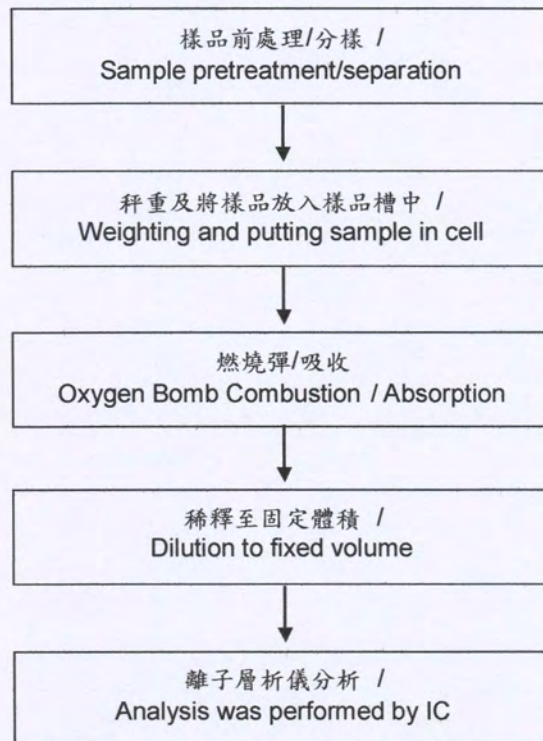 樣品前處理/分樣 /
Sample pretreatment/separation
秤重及將樣品放入樣品槽中 /
Weighting and putting sample in cell
燃燒彈/吸收
Oxygen Bomb Combustion / Absorption
稀釋至固定體積 /
Dilution to fixed volume
離子層析儀分析 /
Analysis was performed by IC